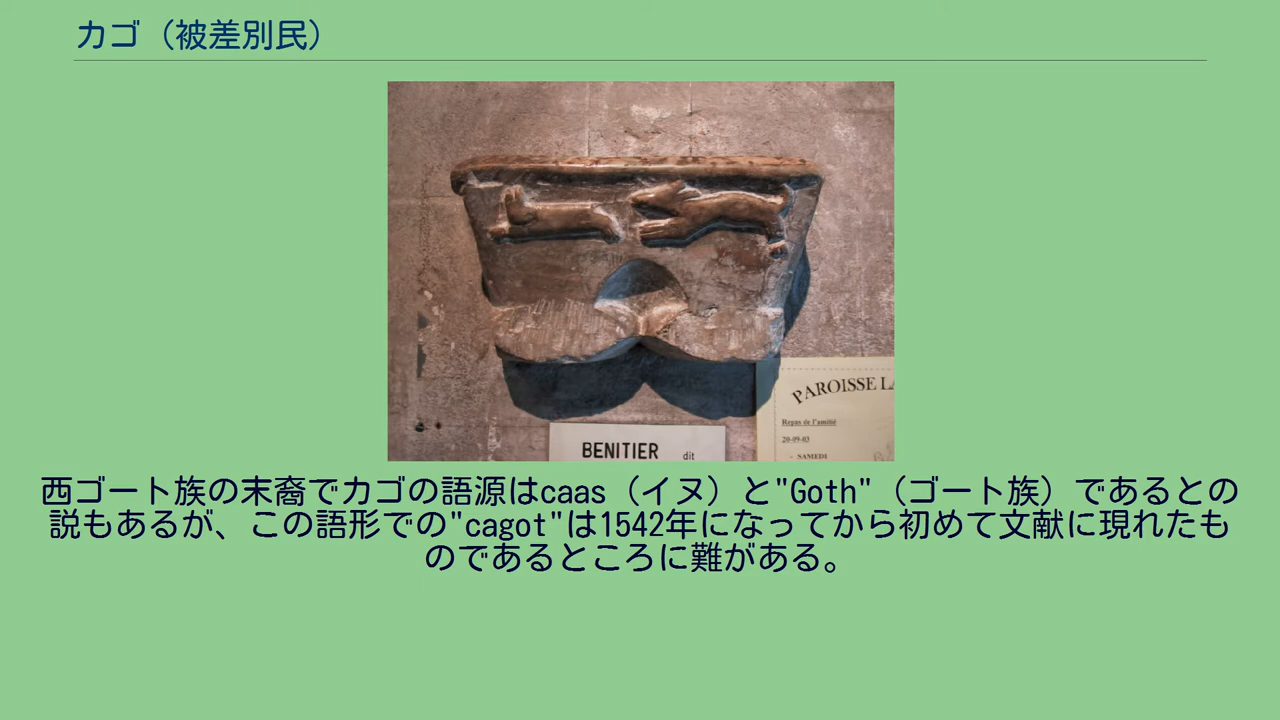 カゴ（被差別民）
PAROISSE
Repas de l'amitié
20-09-03
- SAMEDI
BENITIER dit
西ゴート族の末裔でカゴの語源はcaas（イヌ）と"Goth"（ゴート族）であるとの
説もあるが、この語形での"cagot"は1542年になってから初めて文献に現れたも
のであるところに難がある。